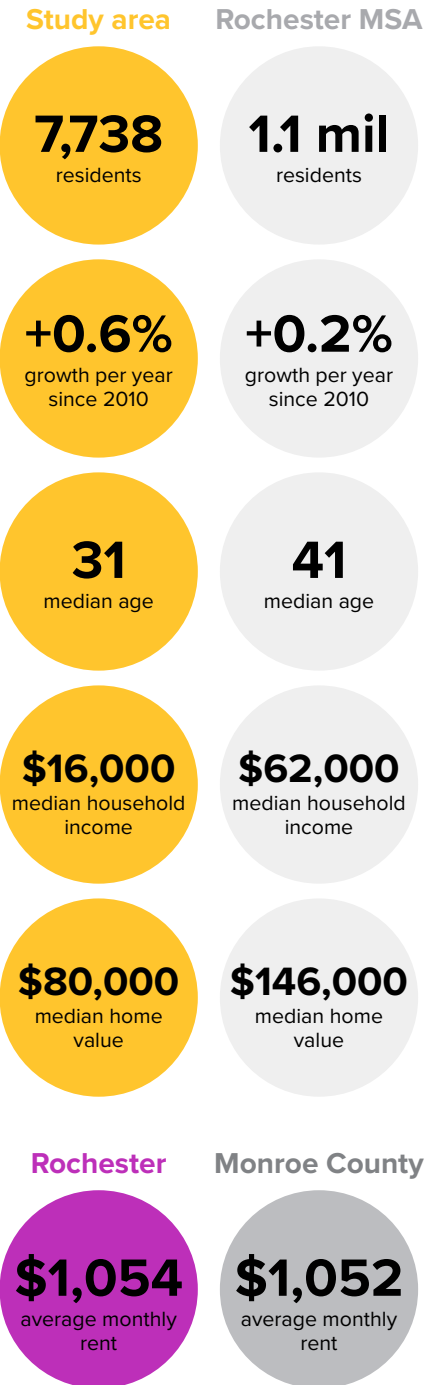 Study area
Rochester MSA
7,738
residents
1.1 mil
residents
+0.6%
growth per year
since 2010
+0.2%
growth per year
since 2010
31
median age
41
median age
$16,000
median household
income
$62,000
median household
income
$80,000
median home
value
$146,000
median home
value
Rochester
Monroe County
$1,054
average monthly
rent
$1,052
average monthly
rent